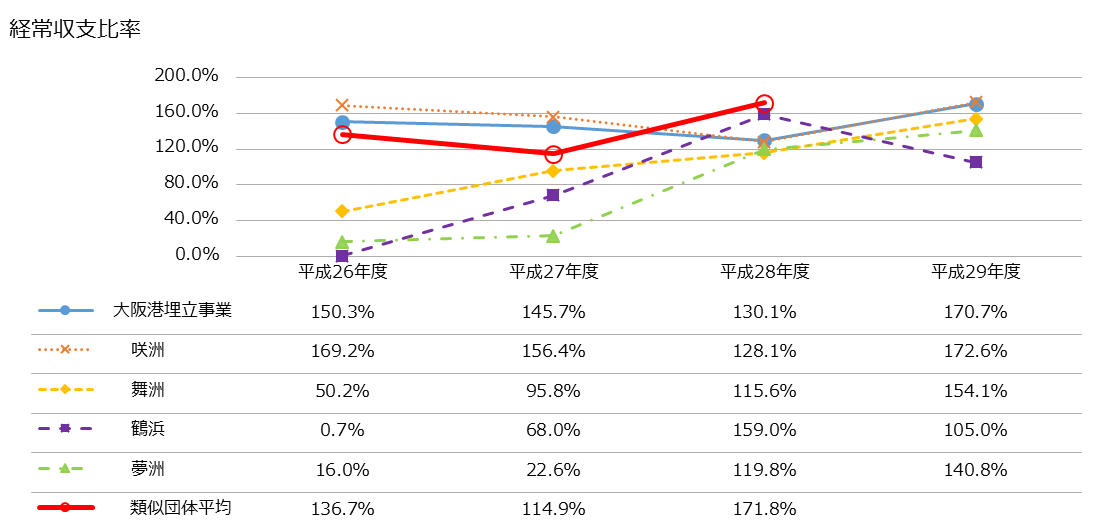 経常収支比率
200.0%
160.0%
120.0%
80.0%
40.0%
0.0%
平成26年度 平成27年度 平成28年度 平成29年度
大阪港埋立事業 150.3% 145.7% 130.1% 170.7%
咲洲 169.2% 156.4% 128.1% 172.6%
舞洲 50.2% 95.8% 115.6% 154.1%
鶴浜 0.7% 68.0% 159.0% 105.0%
夢洲 16.0% 22.6% 119.8% 140.8%
類似団体平均 136.7% 114.9% 171.8%